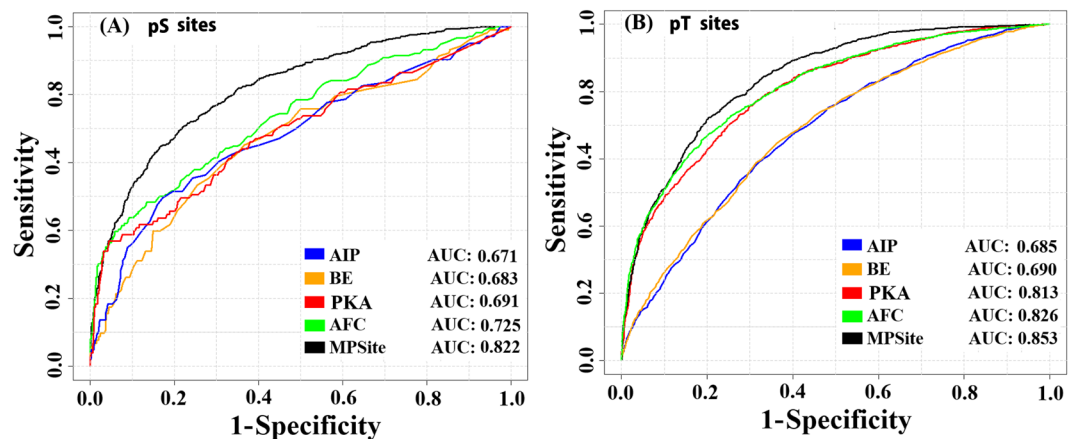 (A) pS sites
Sensitivity
1.0
0.8
0.4
0.6
0.2
0.0
AIP AUC: 0.671
BE AUC: 0.683
PKA AUC: 0.691
AFC AUC: 0.725
MPSite AUC: 0.822
0.0 0.2 0.4 0.6 0.8 1.0
1-Specificity
(B) pT sites
Sensitivity
1.0
0.8
0.4
0.6
0.2
0.0
AIP AUC: 0.685
BE AUC: 0.690
PKA AUC: 0.813
AFC AUC: 0.826
MPSite AUC: 0.853
0.0 0.2 0.4 0.6 0.8 1.0
1-Specificity